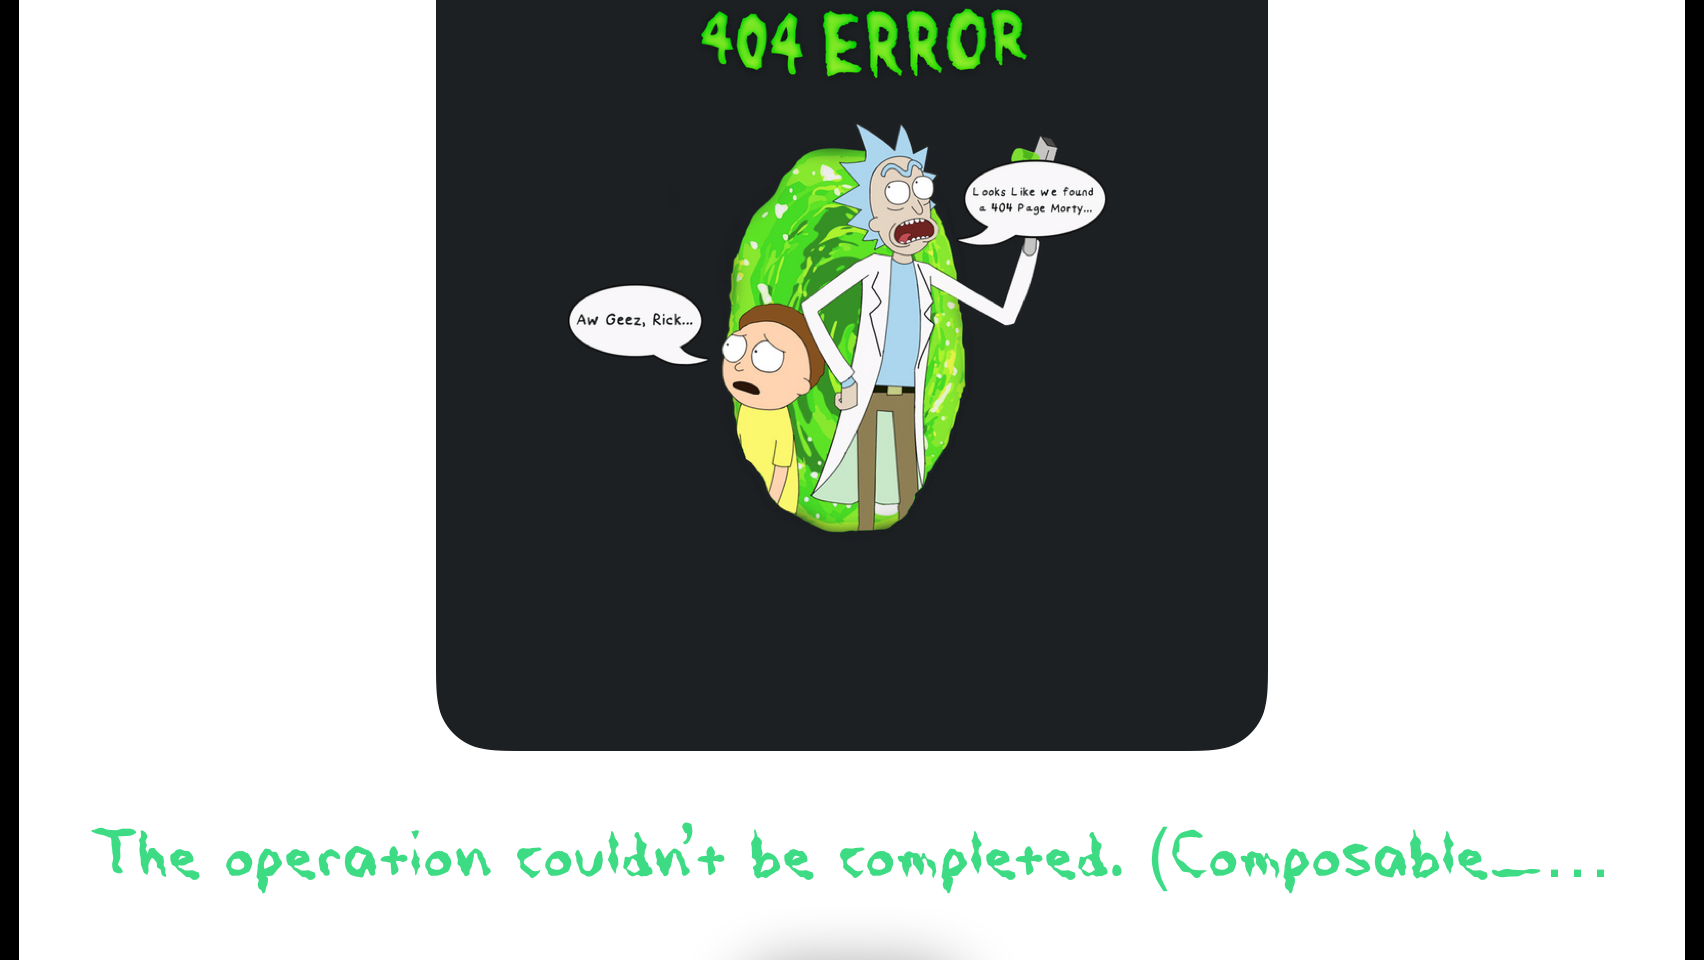 404 ERROR
Looks Like we found
a 404 Page Morty...
Aw Geez, Rick...
The operation couldn't be completed. (Composable_...